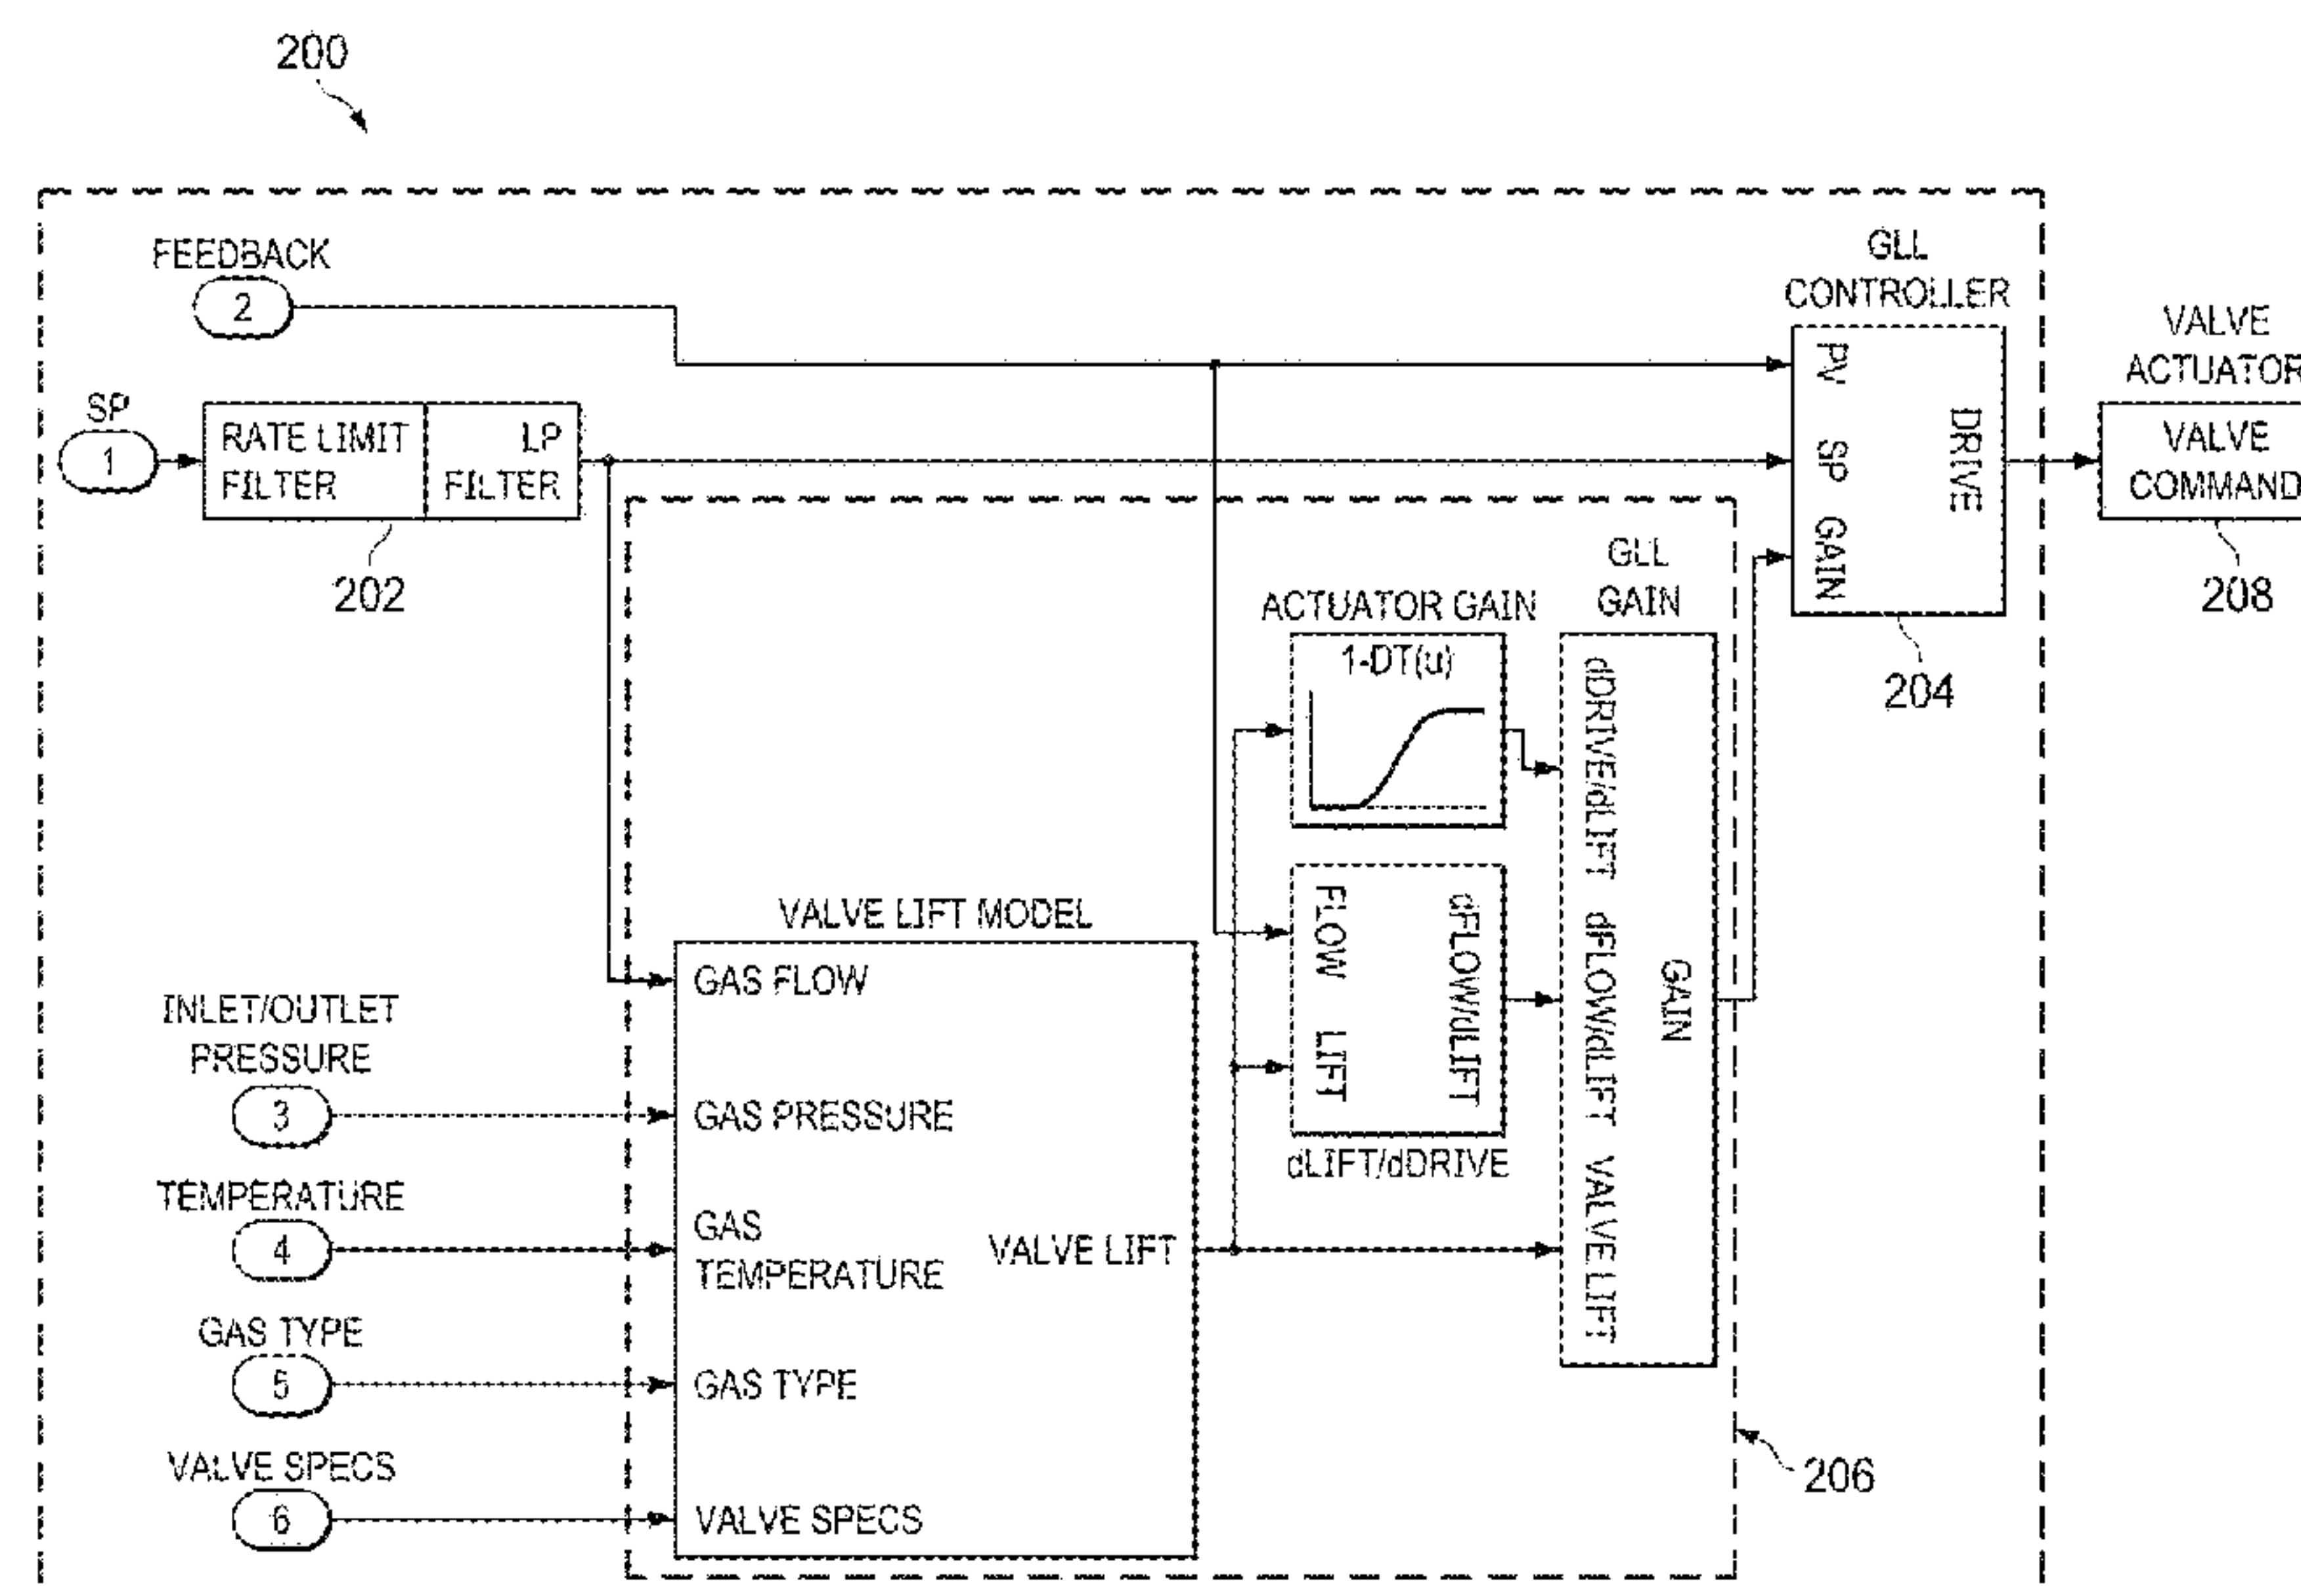 200
FEEDBACK
2
GLL
CONTROLLER
VALVE
ACTUATOR
SP
1
RATE LIMIT
FILTER
LP
FILTER
202
PV
SP
GAIN
DRIVE
204
VALVE
COMMAND
208
GLL
GAIN
ACTUATOR GAIN
1-DT(u)
dDRIVE/dLIFT
dFLOW/dLIFT
VALVE LIFT
GAIN
FLOW
LIFT
dFLOW/dLIFT
dLIFT/dDRIVE
VALVE LIFT MODEL
GAS FLOW
INLET/OUTLET
PRESSURE
3
GAS PRESSURE
TEMPERATURE
4
GAS
TEMPERATURE
VALVE LIFT
GAS TYPE
5
GAS TYPE
VALVE SPECS
6
VALVE SPECS
206